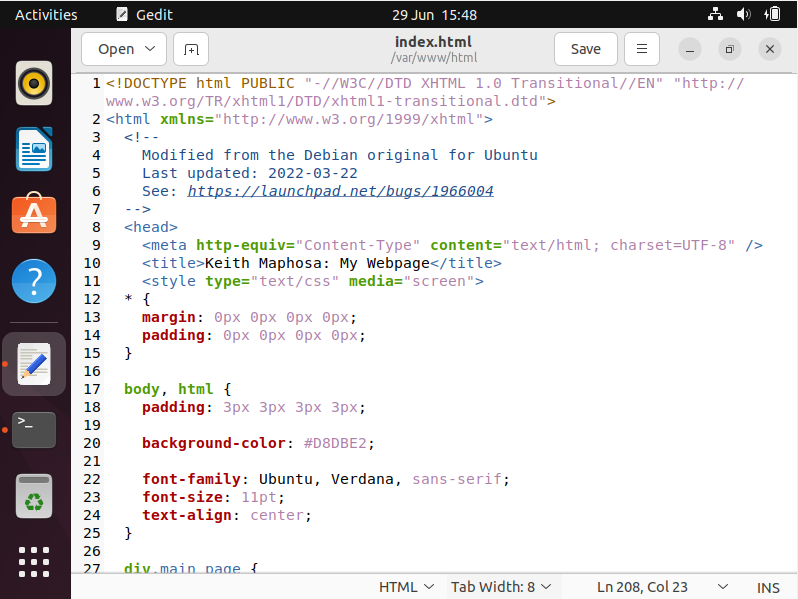 Activities Gedit 29 Jun 15:48
Open index.html Save
/var/www/html
1 <!DOCTYPE html PUBLIC "-//W3C//DTD XHTML 1.0 Transitional//EN" "http://
www.w3.org/TR/xhtml1/DTD/xhtml1-transitional.dtd">
2 <html xmlns="http://www.w3.org/1999/xhtml">
3 <!--
4 Modified from the Debian original for Ubuntu
5 Last updated: 2022-03-22
6 See: https://launchpad.net/bugs/1966004
7 -->
8 <head>
9 <meta http-equiv="Content-Type" content="text/html; charset=UTF-8" />
10 <title>Keith Maphosa: My Webpage</title>
11 <style type="text/css" media="screen">
12 * {
13 margin: 0px 0px 0px 0px;
14 padding: 0px 0px 0px 0px;
15 }
16
17 body, html {
18 padding: 3px 3px 3px 3px;
19
20 background-color: #D8DBE2;
21
22 font-family: Ubuntu, Verdana, sans-serif;
23 font-size: 11pt;
24 text-align: center;
25 }
26
27 div.main_page {
HTML Tab Width: 8 Ln 208, Col 23 INS